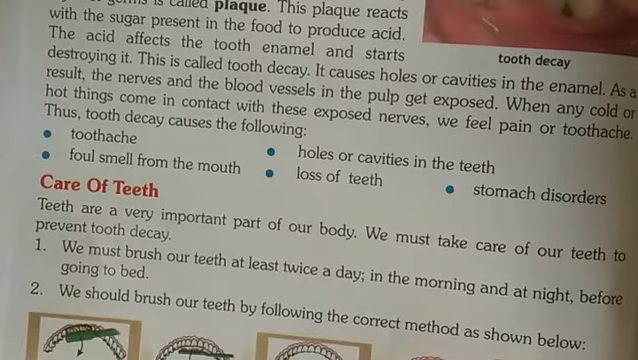 is called plaque. This plaque reacts
with the sugar present in the food to produce acid.
The acid affects the tooth enamel and starts
tooth decay
destroying it. This is called tooth decay. It causes holes or cavities in the enamel. As a
result, the nerves and the blood vessels in the pulp get exposed. When any cold or
hot things come in contact with these exposed nerves, we feel pain or toothache.
Thus, tooth decay causes the following:
• toothache
• holes or cavities in the teeth
• foul smell from the mouth
• loss of teeth
• stomach disorders
Care Of Teeth
Teeth are a very important part of our body. We must take care of our teeth to
prevent tooth decay.
1. We must brush our teeth at least twice a day; in the morning and at night, before
going to bed.
2. We should brush our teeth by following the correct method as shown below: